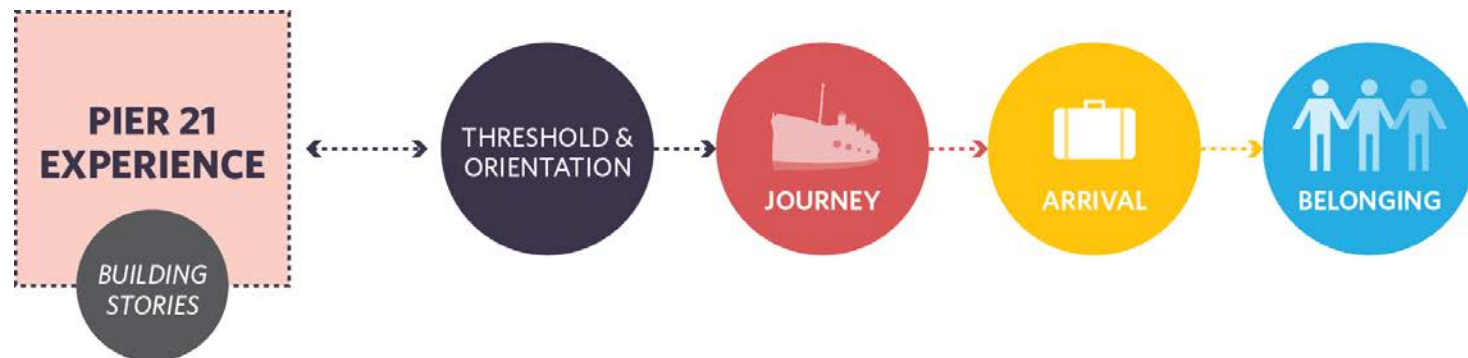 PIER 21
EXPERIENCE
BUILDING
STORIES
THRESHOLD &
ORIENTATION
JOURNEY
ARRIVAL
BELONGING